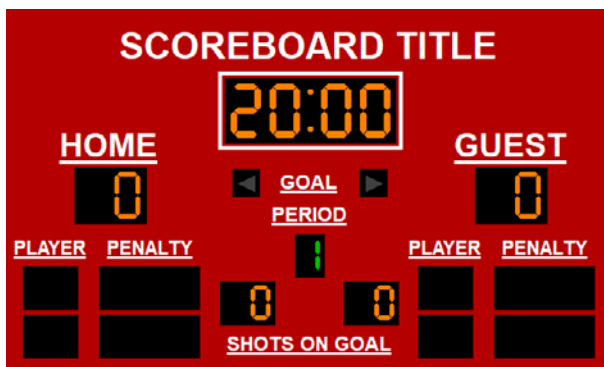 SCOREBOARD TITLE
20:00
HOME
GUEST
0
GOAL
0
PERIOD
PLAYER PENALTY
1
PLAYER PENALTY
0
0
SHOTS ON GOAL